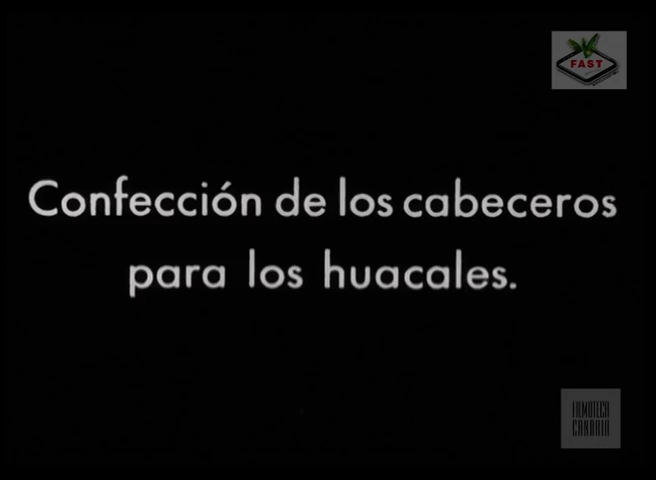 FAST
Confección de los cabeceros
para los huacales.
FILMOTECA
CANARIA